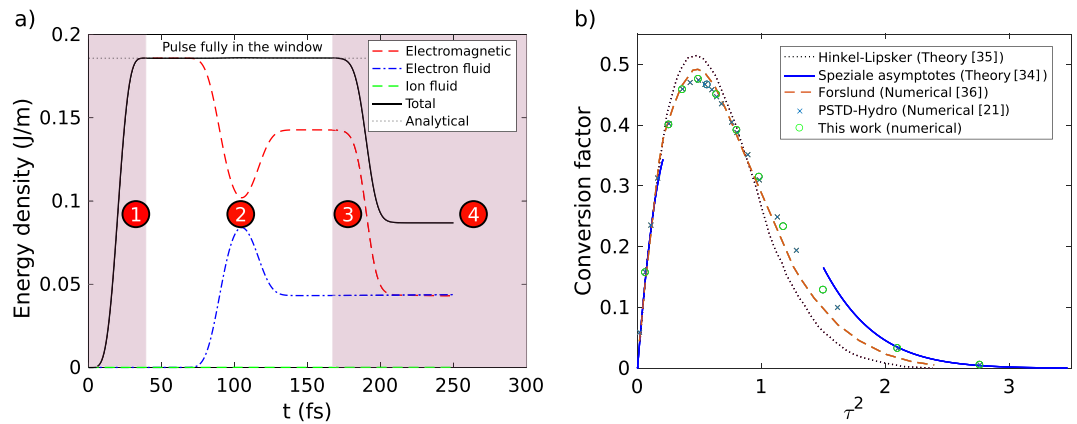 a)
0.2
0.15
0.1
0.05
0
Energy density (J/m)
Pulse fully in the window
Electromagnetic
Electron fluid
Ion fluid
Total
Analytical
1
2
3
4
0 50 100 150 200 250 300
t (fs)
b)
0.5
0.4
0.3
0.2
0.1
0
Conversion factor
Hinkel-Lipsker (Theory [35])
Speziale asymptotes (Theory [34])
Forslund (Numerical [36])
PSTD-Hydro (Numerical [21])
This work (numerical)
0 1 2 3
τ²